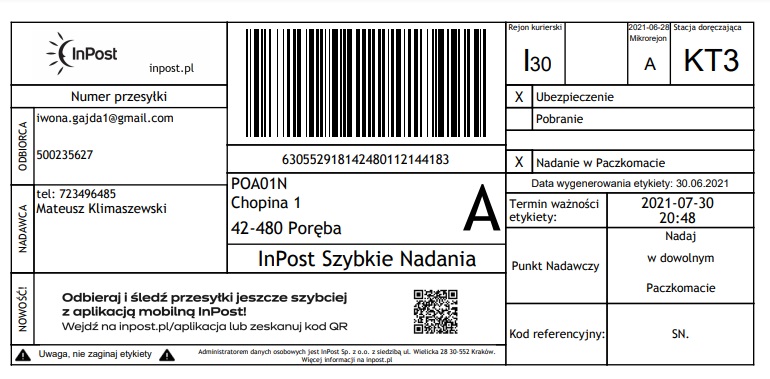 InPost
inpost.pl
Numer przesyłki
ODBIORCA
iwona.gajda1@gmail.com
500235627
NADAWCA
tel: 723496485
Mateusz Klimaszewski
630552918142480112144183
POA01N
Chopina 1
42-480 Poręba
A
InPost Szybkie Nadania
Rejon kurierski
I30
2021-06-28
Mikrorejon
A
Stacja doręczająca
KT3
X Ubezpieczenie
Pobranie
X Nadanie w Paczkomacie
Data wygenerowania etykiety: 30.06.2021
Termin ważności
etykiety:
2021-07-30
20:48
Punkt Nadawczy
Nadaj
w dowolnym
Paczkomacie
Kod referencyjny:
SN.
NOWOŚĆ!
Odbieraj i śledź przesyłki jeszcze szybciej
z aplikacją mobilną InPost!
Wejdź na inpost.pl/aplikacja lub zeskanuj kod QR
Uwaga, nie zaginaj etykiety
Administratorem danych osobowych jest InPost Sp. z o.o. z siedzibą ul. Wielicka 28 30-552 Kraków.
Więcej informacji na inpost.pl